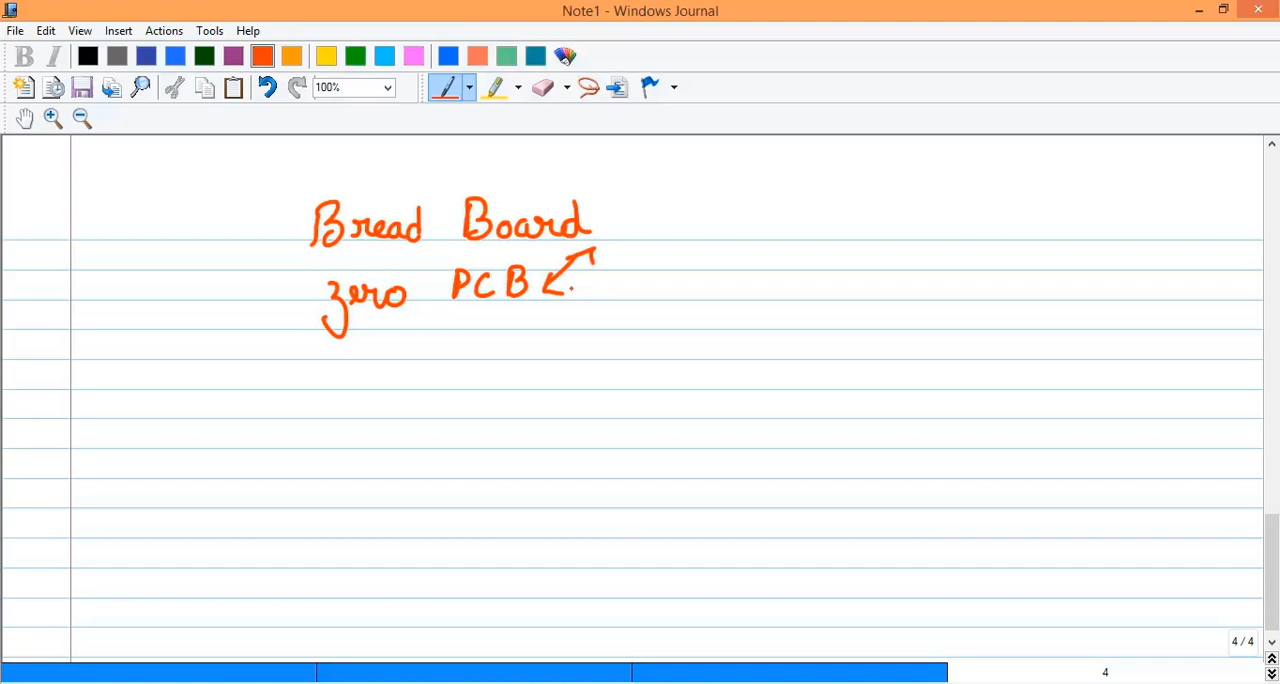 Note1 - Windows Journal
File Edit View Insert Actions Tools Help
B I
100%
Bread Board
zero PCB
4 / 4
4